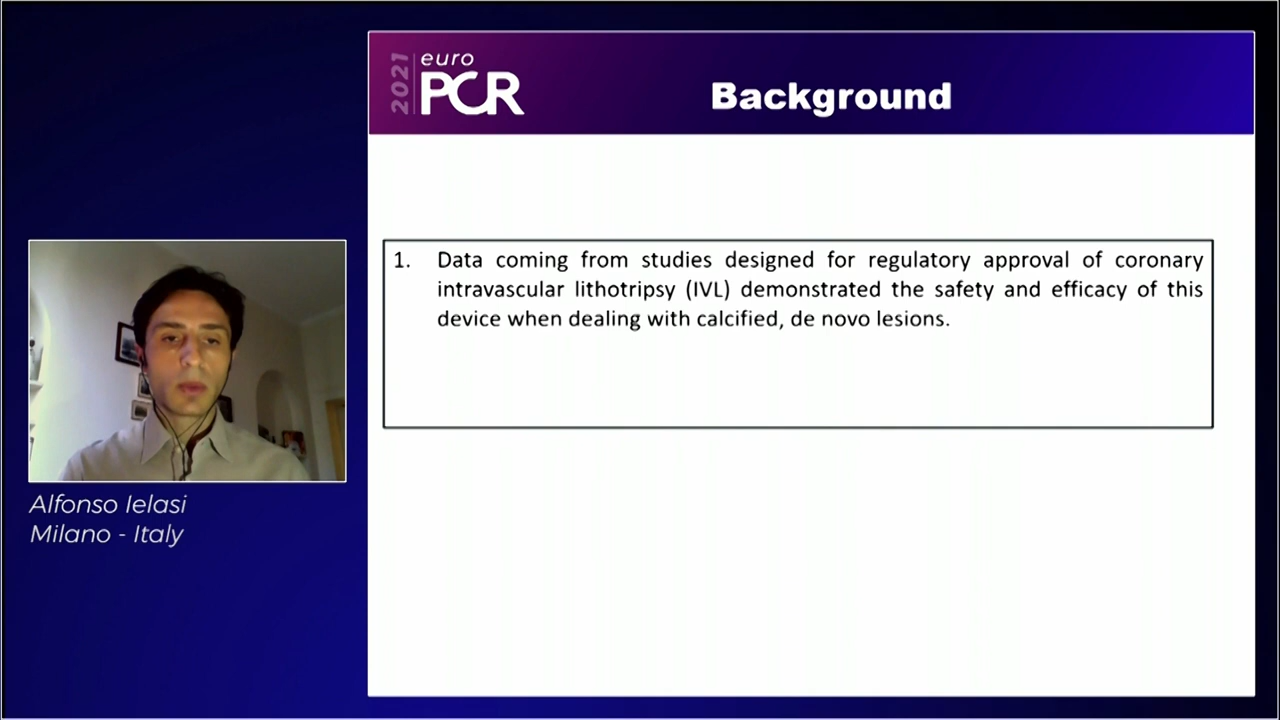 2021
euro
PCR
Background
1. Data coming from studies designed for regulatory approval of coronary
intravascular lithotripsy (IVL) demonstrated the safety and efficacy of this
device when dealing with calcified, de novo lesions.
Alfonso Ielasi
Milano - Italy